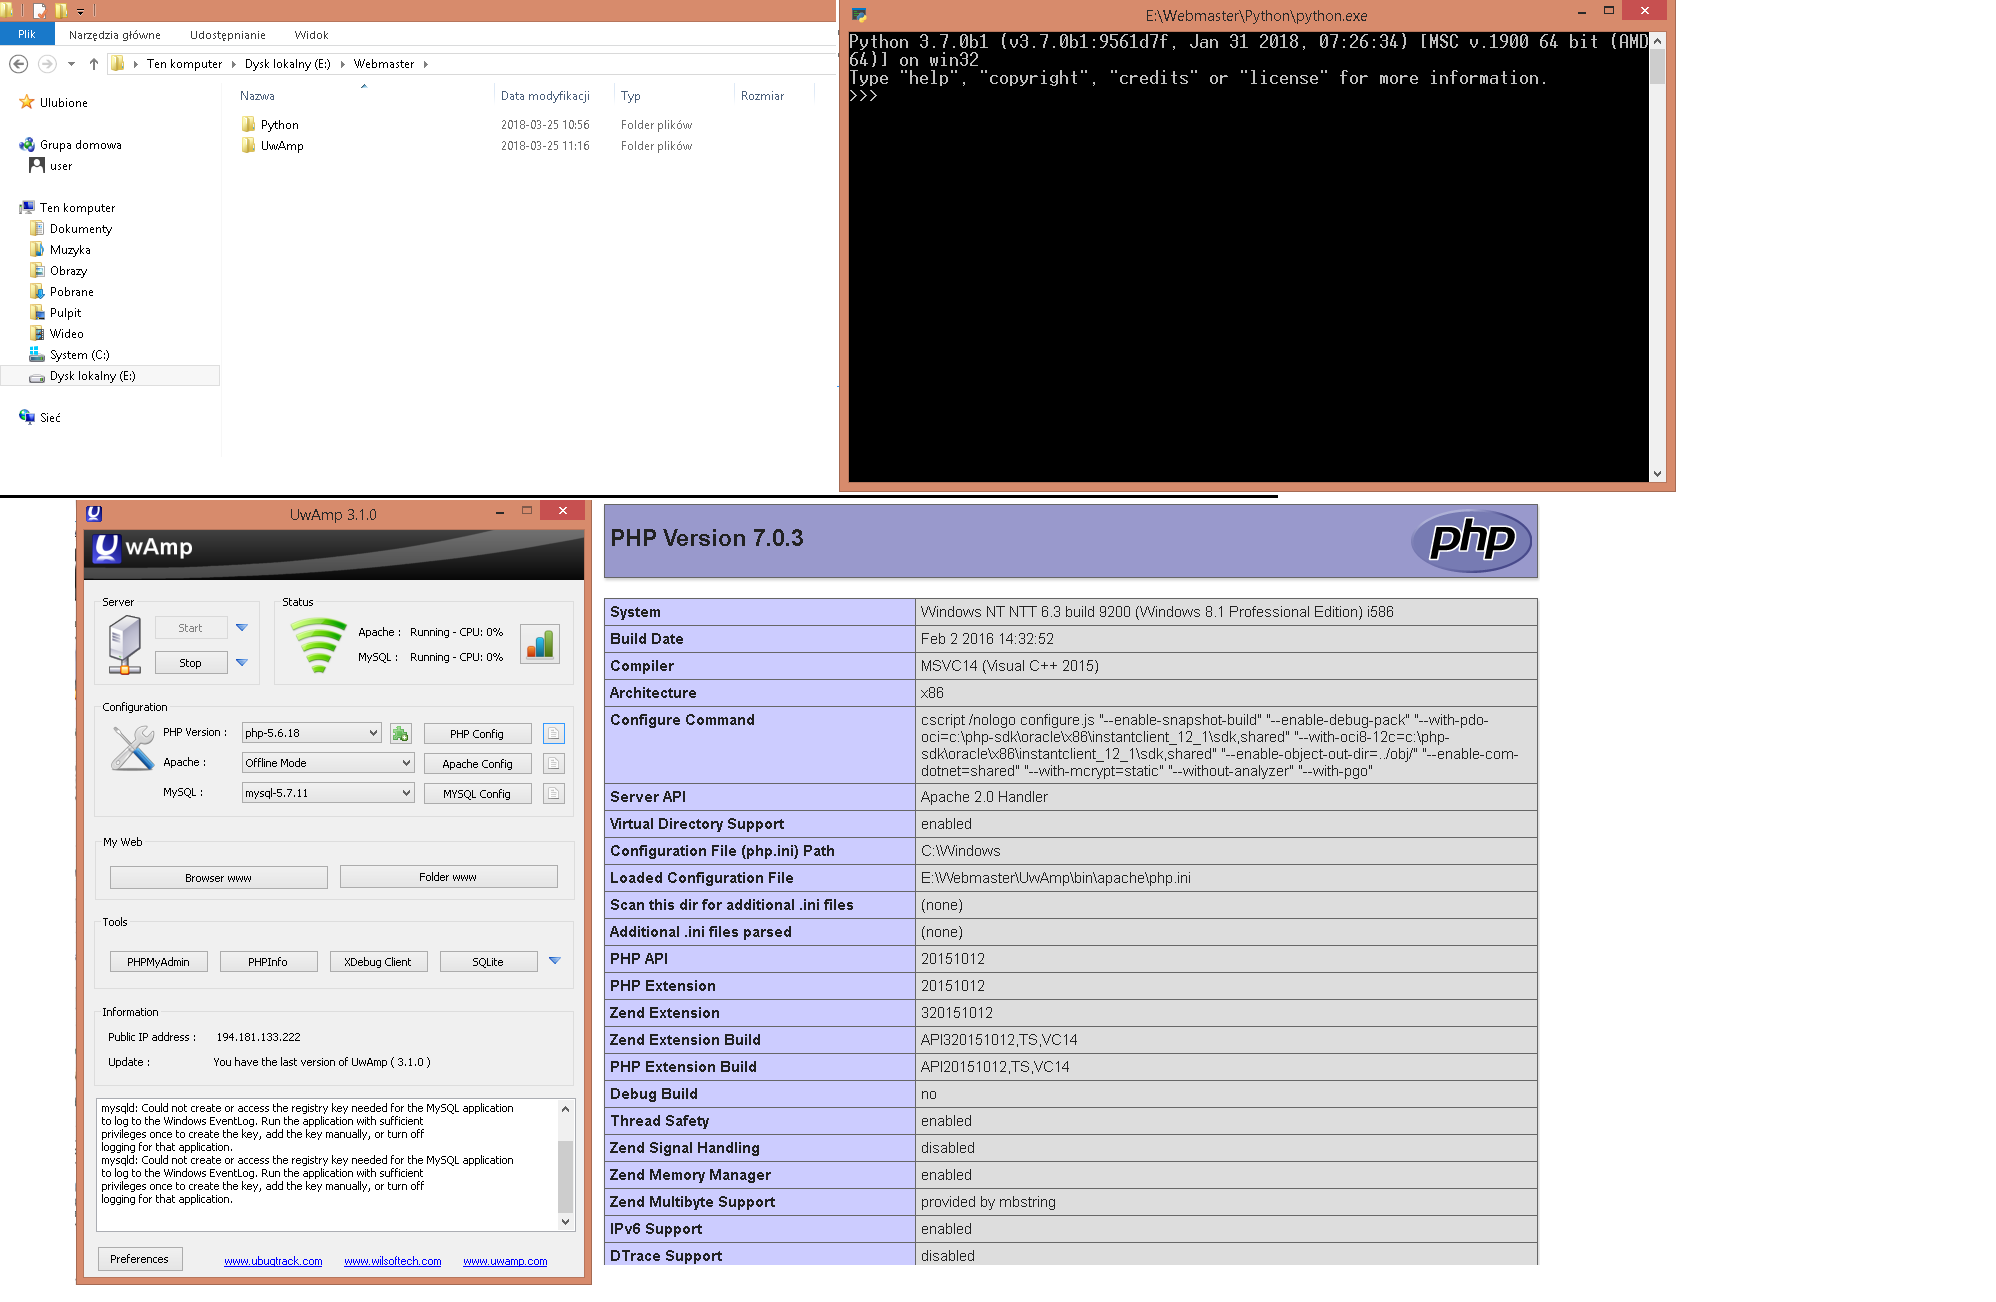 Plik
Narzędzia główne
Udostępnianie
Widok
Ten komputer
Dysk lokalny (E:)
Webmaster
Ulubione
Grupa domowa
user
Ten komputer
Dokumenty
Muzyka
Obrazy
Pobrane
Pulpit
Wideo
System (C:)
Dysk lokalny (E:)
Sieć
Nazwa Data modyfikacji Typ Rozmiar
Python 2018-03-25 10:56 Folder plików
UwAmp 2018-03-25 11:16 Folder plików
E:\Webmaster\Python\python.exe
Python 3.7.0b1 (v3.7.0b1:9561d7f, Jan 31 2018, 07:26:34) [MSC v.1900 64 bit (AMD
64)] on win32
Type "help", "copyright", "credits" or "license" for more information.
>>>
UwAmp 3.1.0
UwAmp
Server
Start
Stop
Status
Apache : Running - CPU: 0%
MySQL : Running - CPU: 0%
Configuration
PHP Version : php-5.6.18 PHP Config
Apache : Offline Mode Apache Config
MySQL : mysql-5.7.11 MYSQL Config
My Web
Browser www Folder www
Tools
PHPMyAdmin PHPInfo XDebug Client SQLite
Information
Public IP address : 194.181.133.222
Update : You have the last version of UwAmp ( 3.1.0 )
mysqld: Could not create or access the registry key needed for the MySQL application
to log to the Windows EventLog. Run the application with sufficient
privileges once to create the key, add the key manually, or turn off
logging for that application.
mysqld: Could not create or access the registry key needed for the MySQL application
to log to the Windows EventLog. Run the application with sufficient
privileges once to create the key, add the key manually, or turn off
logging for that application.
Preferences www.ubugtrack.com www.wilsoftech.com www.uwamp.com
PHP Version 7.0.3
php
System Windows NT NTT 6.3 build 9200 (Windows 8.1 Professional Edition) i586
Build Date Feb 2 2016 14:32:52
Compiler MSVC14 (Visual C++ 2015)
Architecture x86
Configure Command cscript /nologo configure.js "--enable-snapshot-build" "--enable-debug-pack" "--with-pdo-
oci=c:\php-sdk\oracle\x86\instantclient_12_1\sdk,shared" "--with-oci8-12c=c:\php-
sdk\oracle\x86\instantclient_12_1\sdk,shared" "--enable-object-out-dir=../obj/" "--enable-com-
dotnet=shared" "--with-mcrypt=static" "--without-analyzer" "--with-pgo"
Server API Apache 2.0 Handler
Virtual Directory Support enabled
Configuration File (php.ini) Path C:\Windows
Loaded Configuration File E:\Webmaster\UwAmp\bin\apache\php.ini
Scan this dir for additional .ini files (none)
Additional .ini files parsed (none)
PHP API 20151012
PHP Extension 20151012
Zend Extension 320151012
Zend Extension Build API320151012,TS,VC14
PHP Extension Build API20151012,TS,VC14
Debug Build no
Thread Safety enabled
Zend Signal Handling disabled
Zend Memory Manager enabled
Zend Multibyte Support provided by mbstring
IPv6 Support enabled
DTrace Support disabled